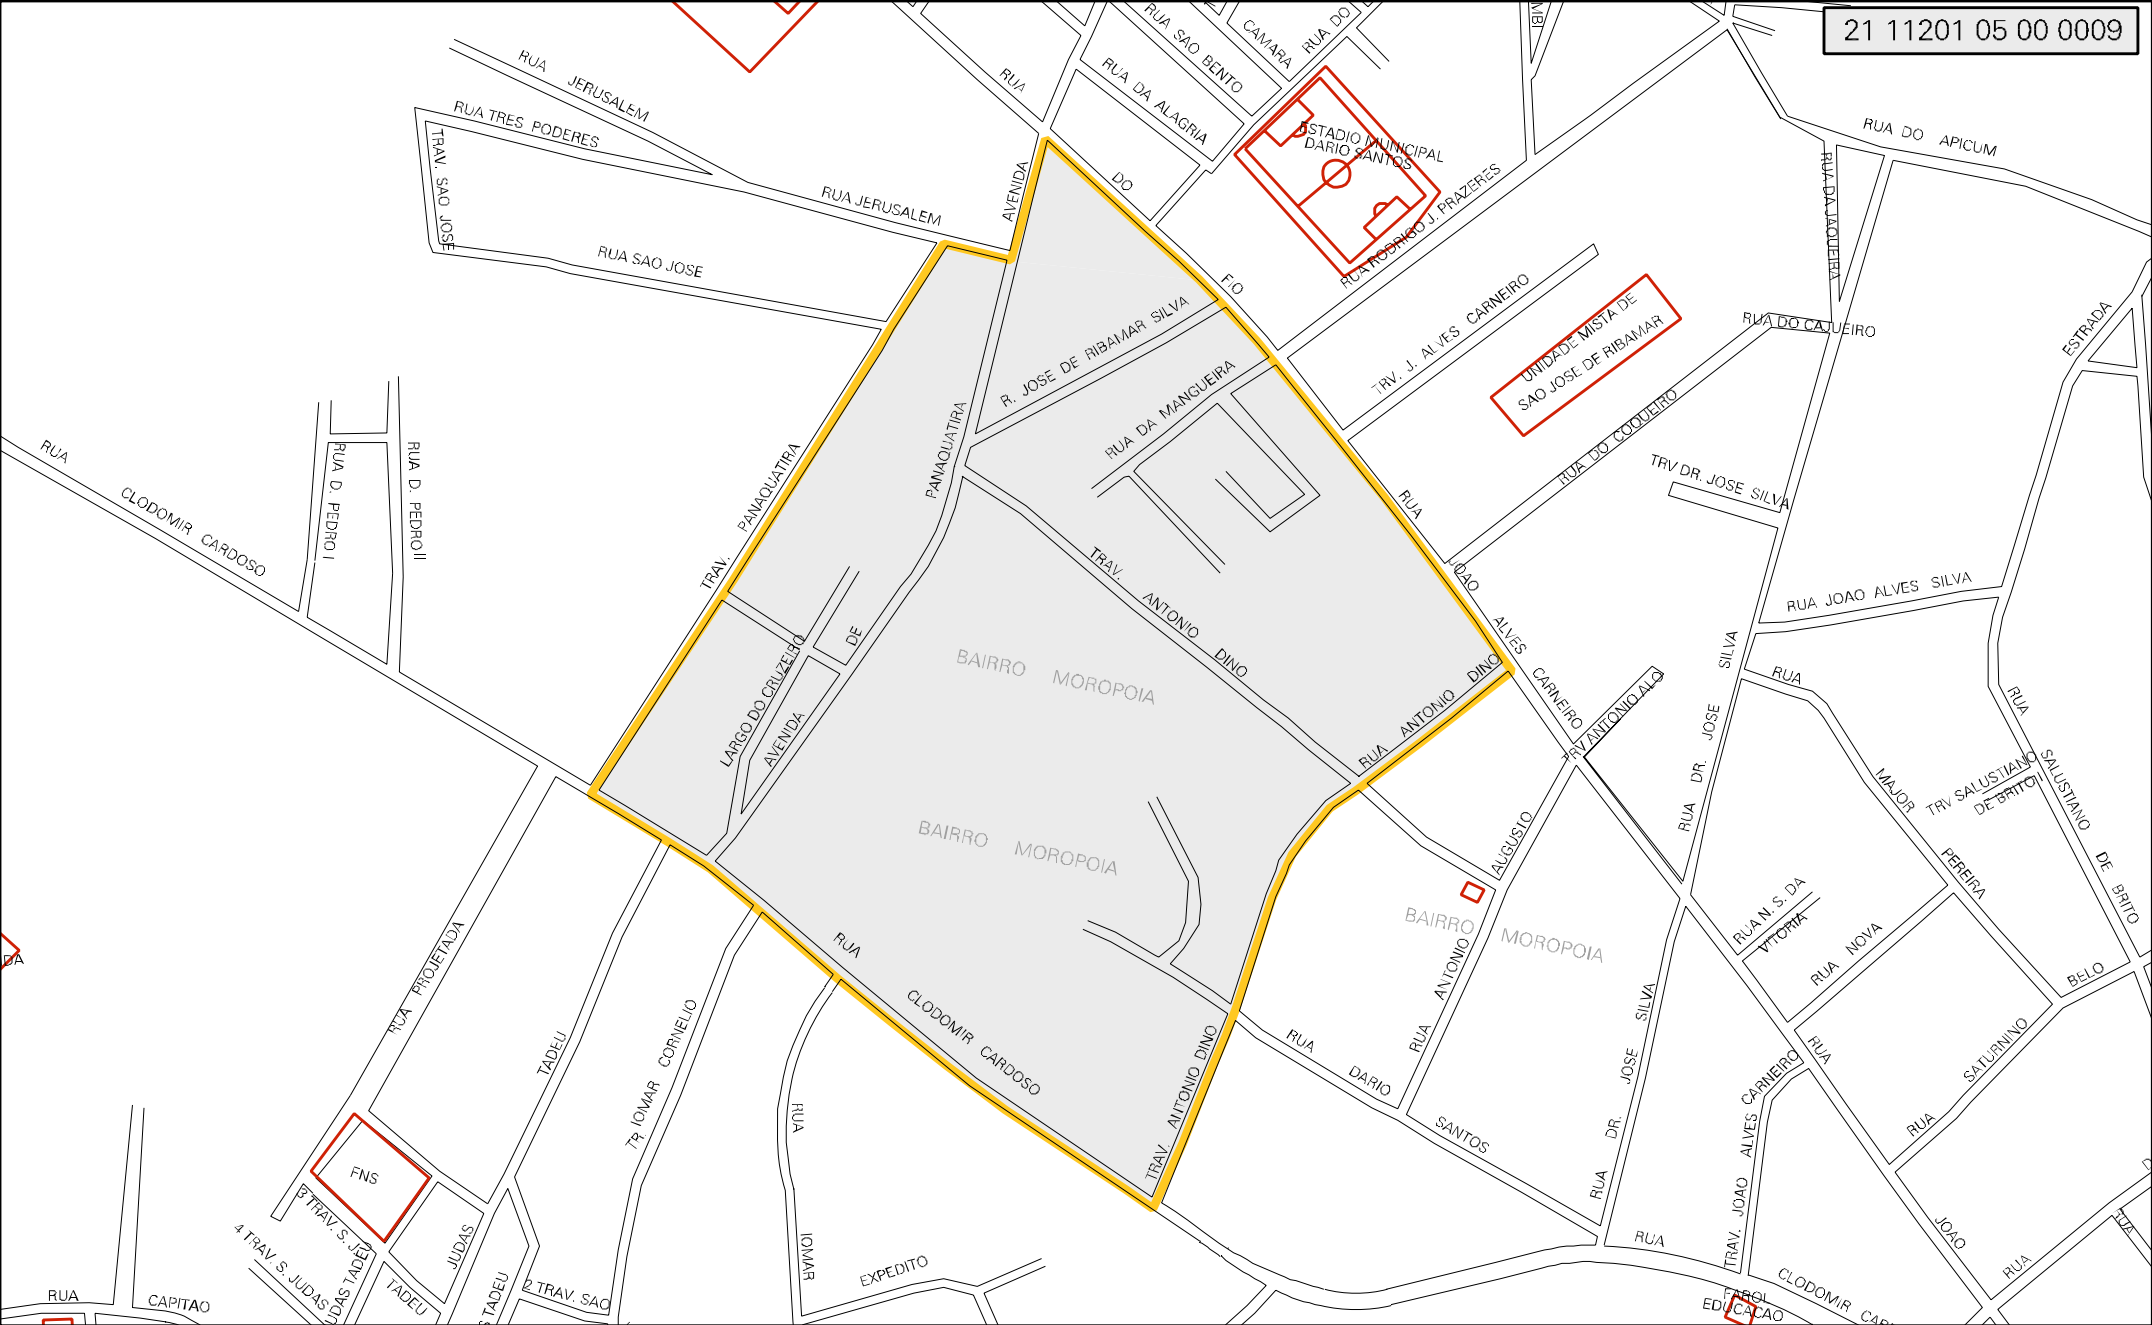 21 11201 05 00 0009
RUA JERUSALEM
RUA TRES PODERES
TRAV. SAO JOSE
RUA SAO JOSE
RUA JERUSALEM
AVENIDA
RUA
DO
FIO
RUA SAO BENTO
CAMARA
RUA DO
RUA DA ALAGRIA
ESTADIO MUNICIPAL
DARIO SANTOS
RUA RODRIGO J. PRAZERES
MBI
RUA DO APICUM
RUA DA JAQUEIRA
RUA DO CAJUEIRO
ESTRADA
TRV. J. ALVES CARNEIRO
UNIDADE MISTA DE
SAO JOSE DE RIBAMAR
RUA DO COQUEIRO
TRV DR. JOSE SILVA
RUA JOAO ALVES SILVA
R. JOSE DE RIBAMAR SILVA
RUA DA MANGUEIRA
PANAQUATIRA
TRAV. PANAQUATIRA
RUA
CLODOMIR CARDOSO
RUA D. PEDRO I
RUA D. PEDRO II
RUA
JOAO
ALVES
CARNEIRO
TRAV.
ANTONIO
DINO
RUA ANTONIO DINO
DE
LARGO DO CRUZEIRO
AVENIDA
BAIRRO MOROPOIA
BAIRRO MOROPOIA
BAIRRO MOROPOIA
TRV ANTONIO ALO
RUA DR. JOSE SILVA
RUA
MAJOR
PEREIRA
RUA
SALUSTIANO
DE
BRITO
TRV SALUSTIANO
DE BRITO I
AUGUSTO
ANTONIO
RUA
RUA N. S. DA
VITORIA
RUA NOVA
BELO
SATURNINO
RUA
RUA
CLODOMIR
CARDOSO
TRAV. ANTONIO DINO
RUA
DARIO
SANTOS
RUA DR. JOSE SILVA
RUA
JOAO
CARNEIRO
TRAV. JOAO ALVES
RUA PROJETADA
TADEU
JUDAS
TR. IOMAR CORNELIO
RUA
IOMAR
EXPEDITO
FNS
3 TRAV. S. JU
4 TRAV. S. JUDAS
UDAS TADEU
TADEU
S TADEU
2 TRAV. SAO
RUA
CAPITAO
DA
RUA
CLODOMIR CAR
FAROL
EDUCACAO
RUA